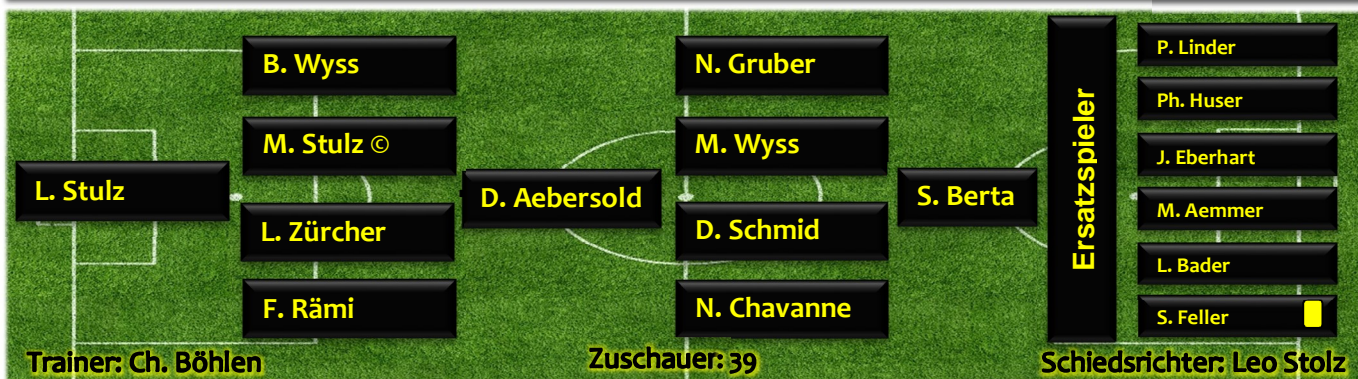 L. Stulz
B. Wyss
M. Stulz ©
L. Zürcher
F. Rämi
D. Aebersold
N. Gruber
M. Wyss
D. Schmid
N. Chavanne
S. Berta
Ersatzspieler
P. Linder
Ph. Huser
J. Eberhart
M. Aemmer
L. Bader
S. Feller
Trainer: Ch. Böhlen
Zuschauer: 39
Schiedsrichter: Leo Stolz